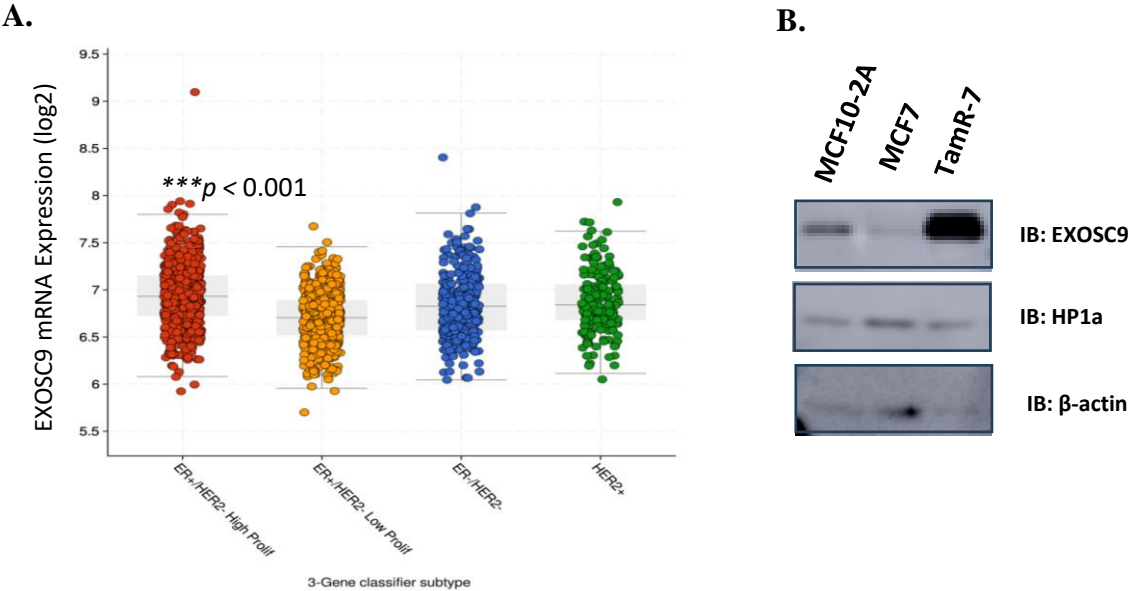 A.
EXOSC9 mRNA Expression (log2)
9.5
9
8.5
8
7.5
7
6.5
6
5.5
***p < 0.001
ER+/HER2- High Prolif
ER+/HER2- Low Prolif
ER-/HER2-
HER2+
3-Gene classifier subtype
B.
MCF10-2A
MCF7
TamR-7
IB: EXOSC9
IB: HP1a
IB: β-actin